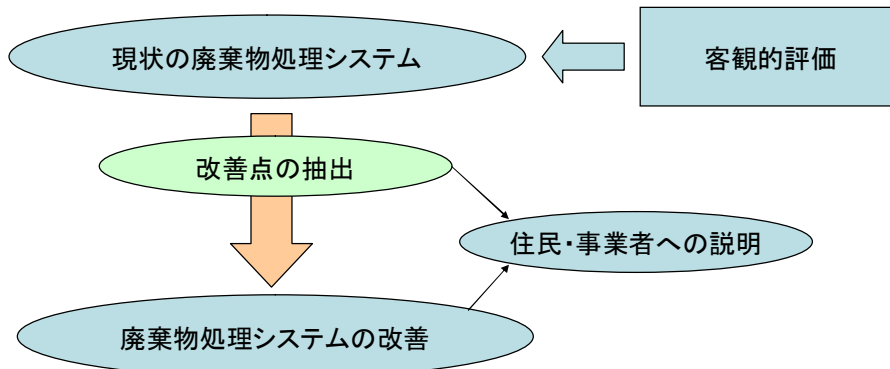 現状の廃棄物処理システム
客観的評価
改善点の抽出
住民・事業者への説明
廃棄物処理システムの改善